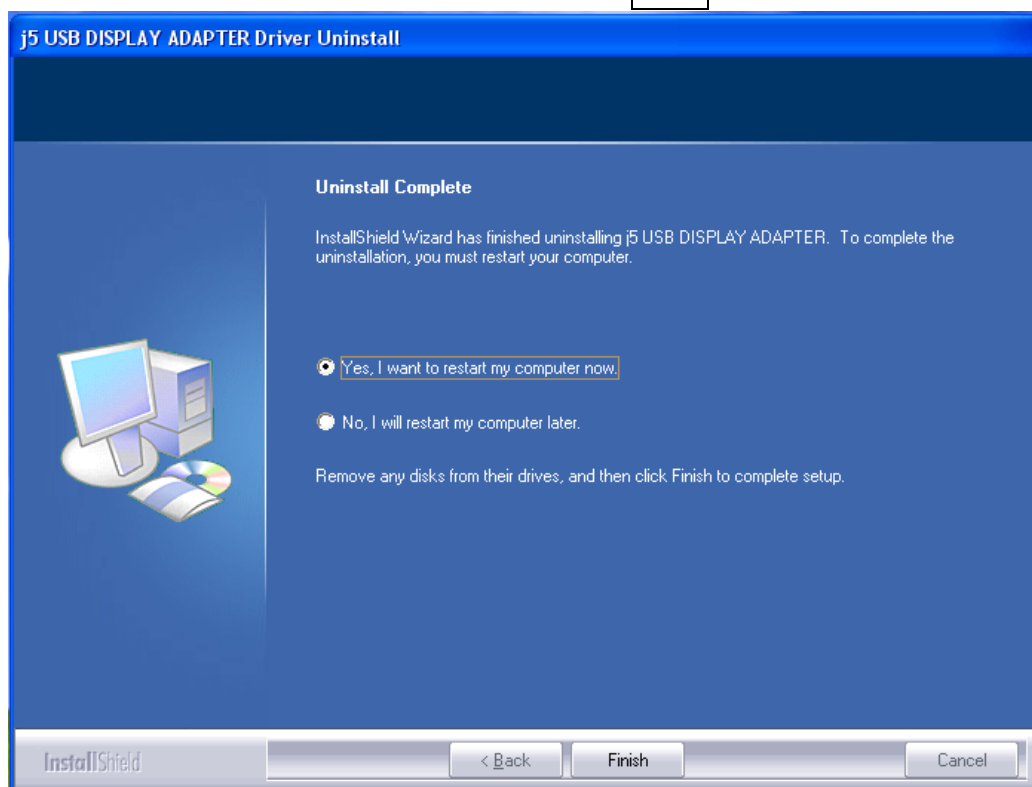 j5 USB DISPLAY ADAPTER Driver Uninstall
Uninstall Complete
InstallShield Wizard has finished uninstalling j5 USB DISPLAY ADAPTER.  To complete the
uninstallation, you must restart your computer.
Yes, I want to restart my computer now.
No, I will restart my computer later.
Remove any disks from their drives, and then click Finish to complete setup.
InstallShield
< Back
Finish
Cancel